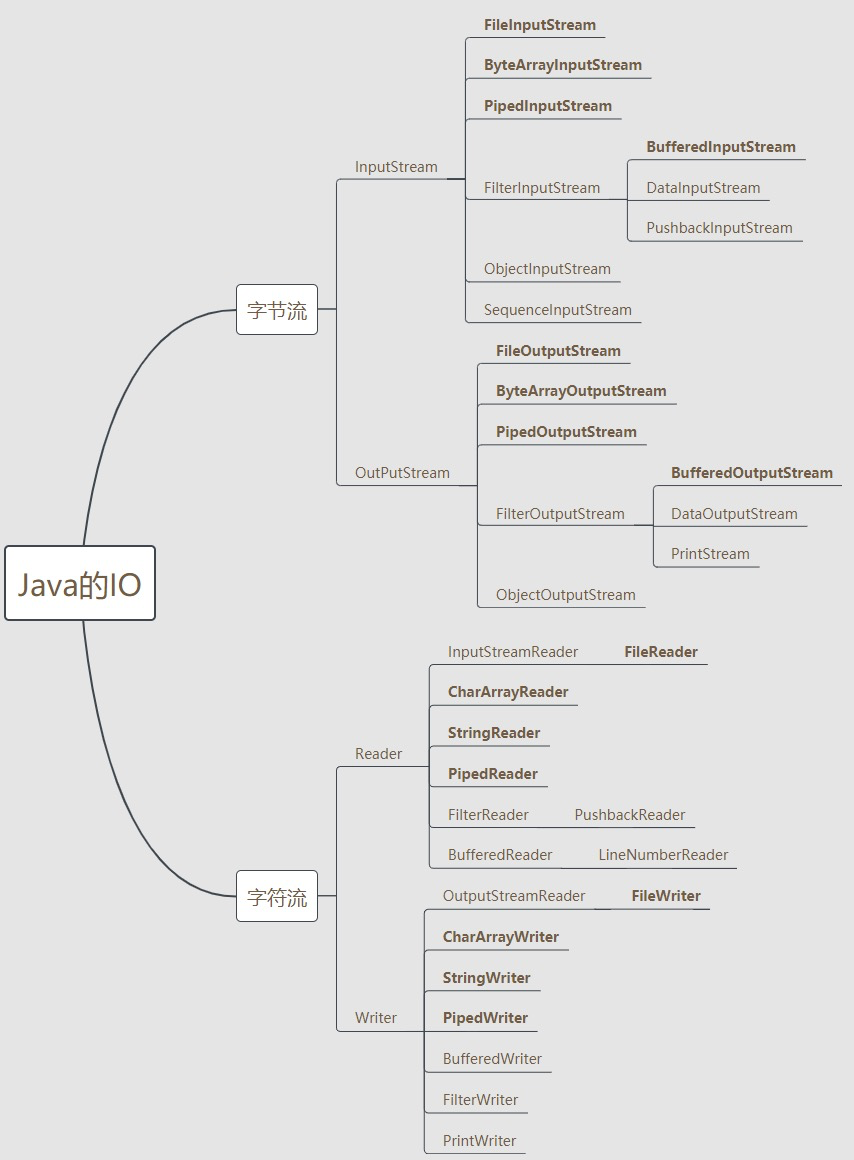 Java的IO
字节流
InputStream
FileInputStream
ByteArrayInputStream
PipedInputStream
FilterInputStream
BufferedInputStream
DataInputStream
PushbackInputStream
ObjectInputStream
SequenceInputStream
OutPutStream
FileOutputStream
ByteArrayOutputStream
PipedOutputStream
FilterOutputStream
BufferedOutputStream
DataOutputStream
PrintStream
ObjectOutputStream
字符流
Reader
InputStreamReader
FileReader
CharArrayReader
StringReader
PipedReader
FilterReader
PushbackReader
BufferedReader
LineNumberReader
Writer
OutputStreamReader
FileWriter
CharArrayWriter
StringWriter
PipedWriter
BufferedWriter
FilterWriter
PrintWriter